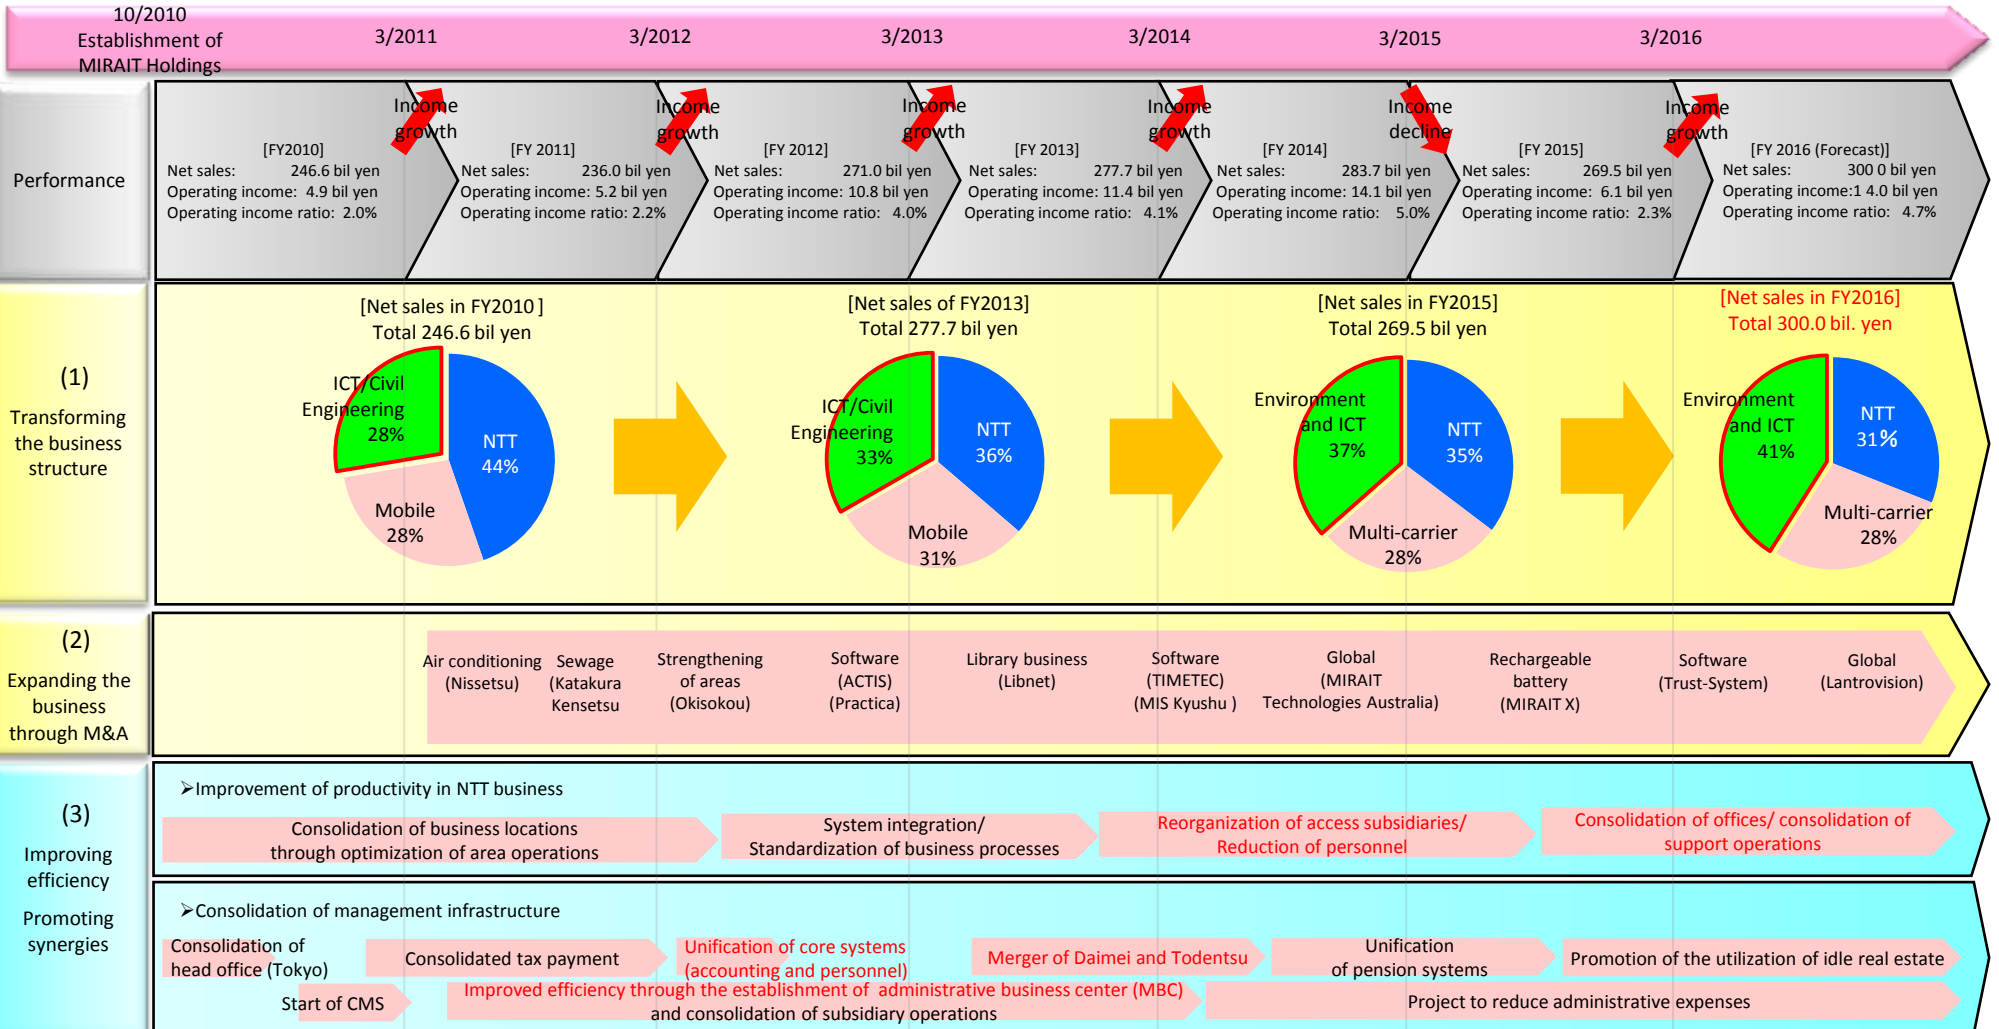 10/2010
Establishment of
MIRAIT Holdings
3/2011
3/2012
3/2013
3/2014
3/2015
3/2016
Performance
[FY2010]
Net sales: 246.6 bil yen
Operating income: 4.9 bil yen
Operating income ratio: 2.0%
Income
growth
[FY 2011]
Net sales: 236.0 bil yen
Operating income: 5.2 bil yen
Operating income ratio: 2.2%
Income
growth
[FY 2012]
Net sales: 271.0 bil yen
Operating income: 10.8 bil yen
Operating income ratio: 4.0%
Income
growth
[FY 2013]
Net sales: 277.7 bil yen
Operating income: 11.4 bil yen
Operating income ratio: 4.1%
Income
growth
[FY 2014]
Net sales: 283.7 bil yen
Operating income: 14.1 bil yen
Operating income ratio: 5.0%
Income
decline
[FY 2015]
Net sales: 269.5 bil yen
Operating income: 6.1 bil yen
Operating income ratio: 2.3%
Income
growth
[FY 2016 (Forecast)]
Net sales: 300 0 bil yen
Operating income:1 4.0 bil yen
Operating income ratio: 4.7%
(1)
Transforming
the business
structure
[Net sales in FY2010 ]
Total 246.6 bil yen
ICT/Civil
Engineering
28%
NTT
44%
Mobile
28%
[Net sales of FY2013]
Total 277.7 bil yen
ICT/Civil
Engineering
33%
NTT
36%
Mobile
31%
[Net sales in FY2015]
Total 269.5 bil yen
Environment
and ICT
37%
NTT
35%
Multi-carrier
28%
[Net sales in FY2016]
Total 300.0 bil. yen
Environment
and ICT
41%
NTT
31%
Multi-carrier
28%
(2)
Expanding the
business
through M&A
Air conditioning
(Nissetsu)
Sewage
(Katakura
Kensetsu
Strengthening
of areas
(Okisokou)
Software
(ACTIS)
(Practica)
Library business
(Libnet)
Software
(TIMETEC)
(MIS Kyushu )
Global
(MIRAIT
Technologies Australia)
Rechargeable
battery
(MIRAIT X)
Software
(Trust-System)
Global
(Lantrovision)
(3)
Improving
efficiency
Promoting
synergies
➢Improvement of productivity in NTT business
Consolidation of business locations
through optimization of area operations
System integration/
Standardization of business processes
Reorganization of access subsidiaries/
Reduction of personnel
Consolidation of offices/ consolidation of
support operations
➢Consolidation of management infrastructure
Consolidation of
head office (Tokyo)
Consolidated tax payment
Unification of core systems
(accounting and personnel)
Merger of Daimei and Todentsu
Unification
of pension systems
Promotion of the utilization of idle real estate
Start of CMS
Improved efficiency through the establishment of administrative business center (MBC)
and consolidation of subsidiary operations
Project to reduce administrative expenses